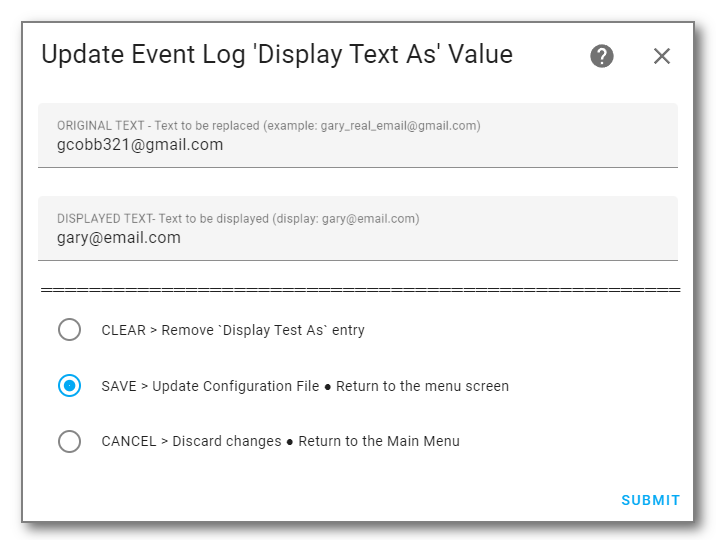 Update Event Log 'Display Text As' Value
ORIGINAL TEXT - Text to be replaced (example: gary_real_email@gmail.com)
gcobb321@gmail.com
DISPLAYED TEXT- Text to be displayed (display: gary@email.com)
gary@email.com
================================================================
CLEAR > Remove `Display Test As` entry
SAVE > Update Configuration File ● Return to the menu screen
CANCEL > Discard changes ● Return to the Main Menu
SUBMIT